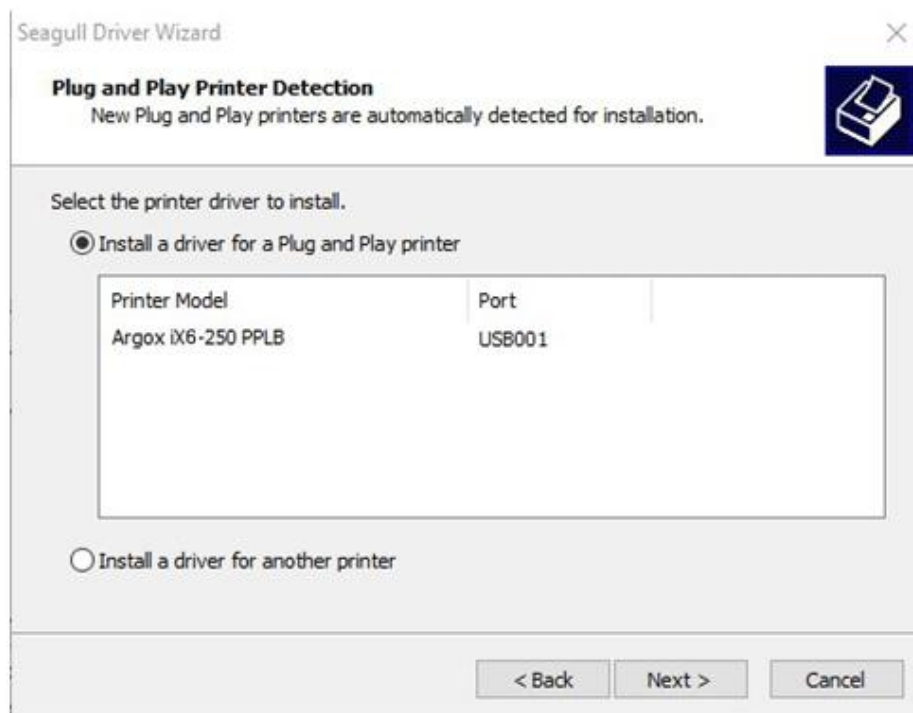 Seagull Driver Wizard
Plug and Play Printer Detection
New Plug and Play printers are automatically detected for installation.
Select the printer driver to install.
Install a driver for a Plug and Play printer
Printer Model Port
Argox iX6-250 PPLB USB001
Install a driver for another printer
< Back Next > Cancel